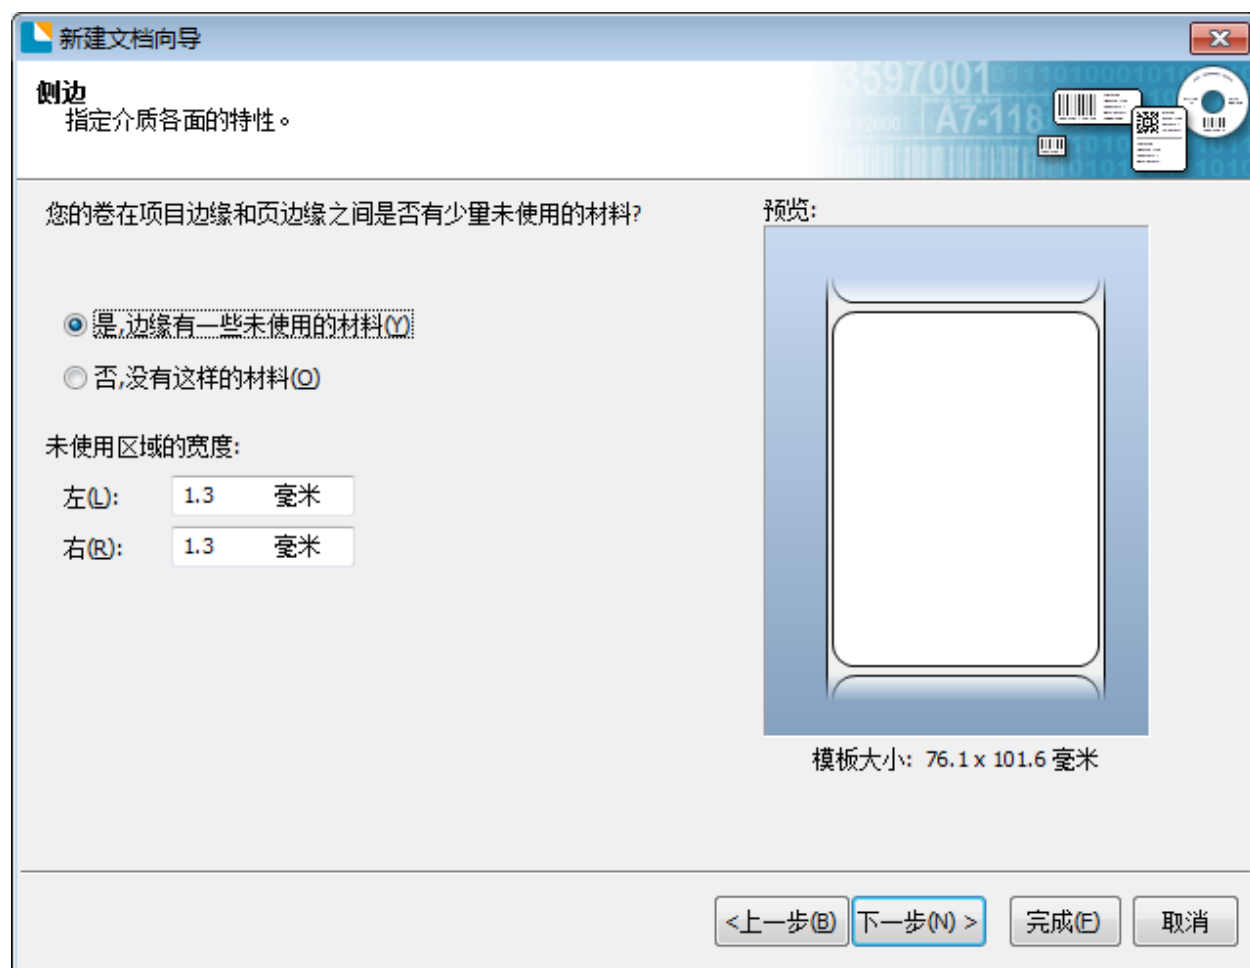 新建文档向导
侧边
指定介质各面的特性。
43597001
A7-118
您的卷在项目边缘和页边缘之间是否有少量未使用的材料?
预览:
是,边缘有一些未使用的材料(Y)
否,没有这样的材料(O)
未使用区域的宽度:
左(L): 1.3 毫米
右(R): 1.3 毫米
模板大小: 76.1 x 101.6 毫米
<上一步(B) 下一步(N) > 完成(F) 取消